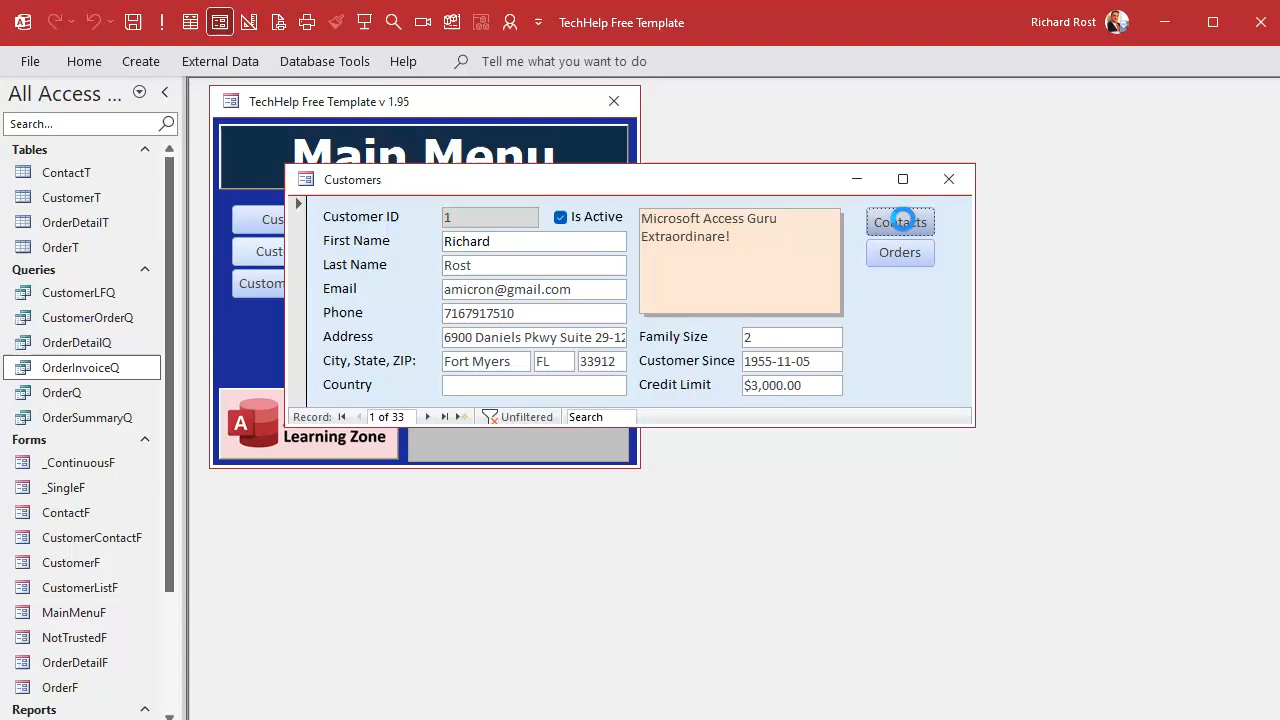 TechHelp Free Template
Richard Rost
File Home Create External Data Database Tools Help Tell me what you want to do
All Access ...
Search...
Tables
ContactT
CustomerT
OrderDetailT
OrderT
Queries
CustomerLFQ
CustomerOrderQ
OrderDetailQ
OrderInvoiceQ
OrderQ
OrderSummaryQ
Forms
_ContinuousF
_SingleF
ContactF
CustomerContactF
CustomerF
CustomerListF
MainMenuF
NotTrustedF
OrderDetailF
OrderF
Reports
TechHelp Free Template v 1.95
Main Menu
Cus
Cust
Custom
A
Learning Zone
Customers
Customer ID 1 Is Active
First Name Richard
Last Name Rost
Email amicron@gmail.com
Phone 7167917510
Address 6900 Daniels Pkwy Suite 29-12
City, State, ZIP: Fort Myers FL 33912
Country
Microsoft Access Guru
Extraordinare!
Family Size 2
Customer Since 1955-11-05
Credit Limit $3,000.00
Contacts
Orders
Record: 1 of 33 Unfiltered Search